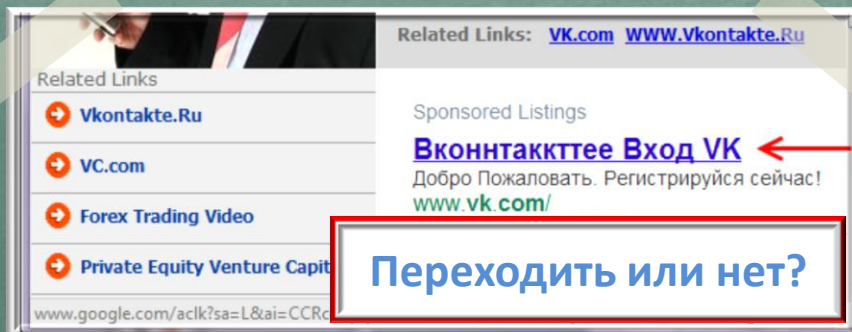 Related Links: VK.com WWW.Vkontakte.Ru
Related Links
Vkontakte.Ru
VC.com
Forex Trading Video
Private Equity Venture Capit
Sponsored Listings
Вконнтаккттее Вход VK
Добро Пожаловать. Регистрируйся сейчас!
www.vk.com/
Переходить или нет?
www.google.com/aclk?sa=L&ai=CCRc